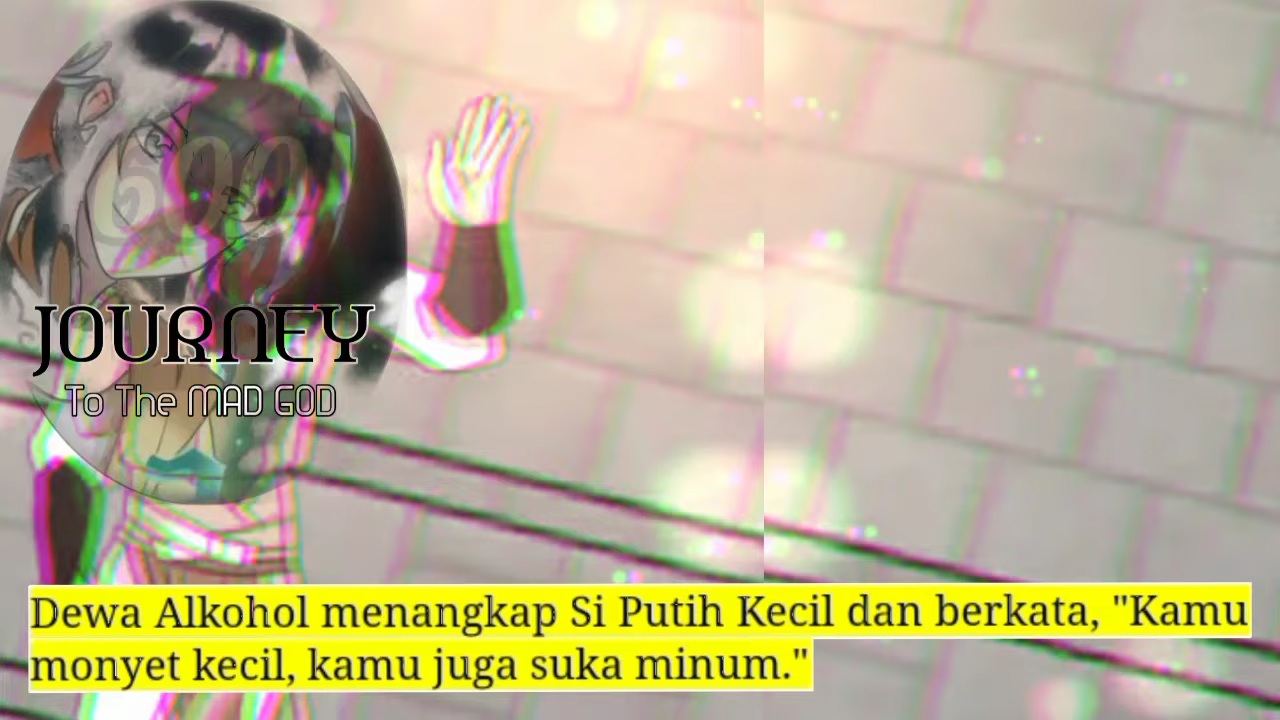 600
JOURNEY
To The MAD GOD
Dewa Alkohol menangkap Si Putih Kecil dan berkata, "Kamu
monyet kecil, kamu juga suka minum."